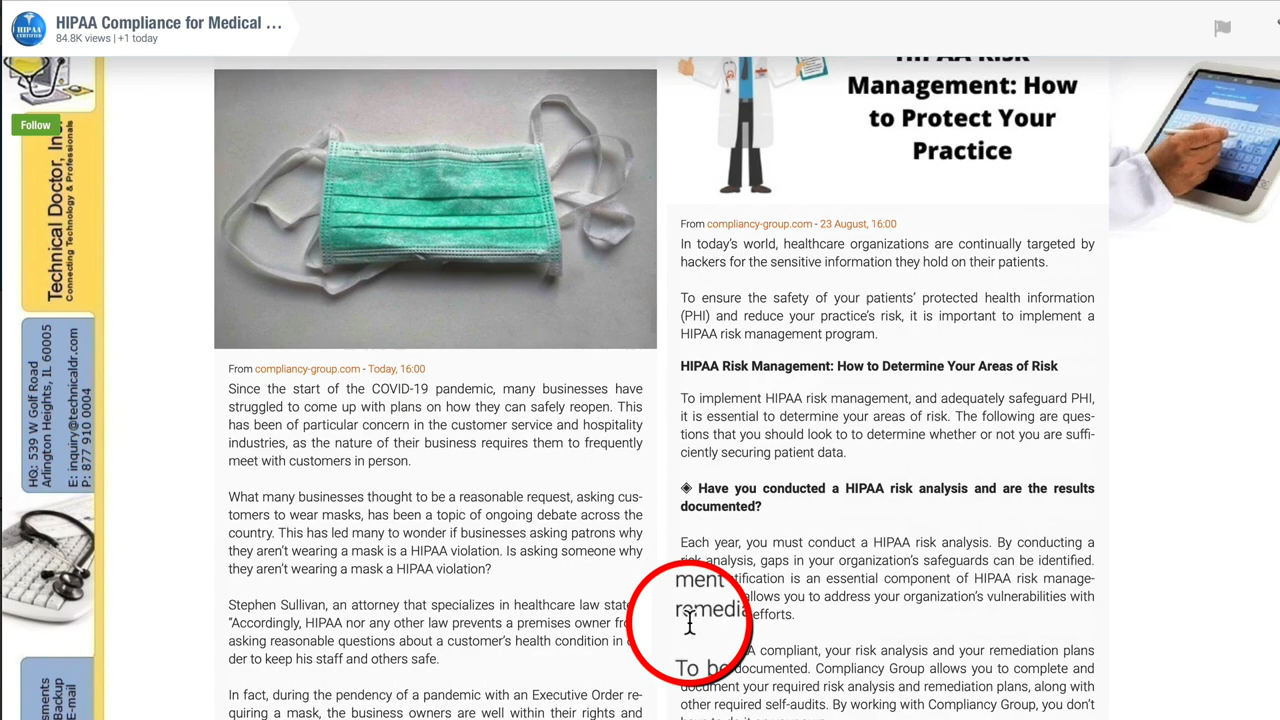 HIPAA Compliance for Medical …
84.8K views | +1 today
HIPAA
CERTIFIED
Follow
Technical Doctor, Inc.
Connecting Technology & Professionals
HQ: 539 W Golf Road
Arlington Heights, IL 60005
E: inquiry@technicaldr.com
P: 877 910 0004
Backup
E-mail
From compliancy-group.com - Today, 16:00
Since the start of the COVID-19 pandemic, many businesses have
struggled to come up with plans on how they can safely reopen. This
has been of particular concern in the customer service and hospitality
industries, as the nature of their business requires them to frequently
meet with customers in person.
What many businesses thought to be a reasonable request, asking cus-
tomers to wear masks, has been a topic of ongoing debate across the
country. This has led many to wonder if businesses asking patrons why
they aren’t wearing a mask is a HIPAA violation. Is asking someone why
they aren’t wearing a mask a HIPAA violation?
Stephen Sullivan, an attorney that specializes in healthcare law
“Accordingly, HIPAA nor any other law prevents a premises owner
asking reasonable questions about a customer’s health condition in
der to keep his staff and others safe.
In fact, during the pendency of a pandemic with an Executive Order re-
quiring a mask, the business owners are well within their rights and
HIPAA Risk
Management: How
to Protect Your
Practice
From compliancy-group.com - 23 August, 16:00
In today’s world, healthcare organizations are continually targeted by
hackers for the sensitive information they hold on their patients.
To ensure the safety of your patients’ protected health information
(PHI) and reduce your practice’s risk, it is important to implement a
HIPAA risk management program.
HIPAA Risk Management: How to Determine Your Areas of Risk
To implement HIPAA risk management, and adequately safeguard PHI,
it is essential to determine your areas of risk. The following are ques-
tions that you should look to to determine whether or not you are suffi-
ciently securing patient data.
◈ Have you conducted a HIPAA risk analysis and are the results
documented?
Each year, you must conduct a HIPAA risk analysis. By conducting a
risk analysis, gaps in your organization’s safeguards can be identified.
is an essential component of HIPAA risk manage-
ment
allows you to address your organization’s vulnerabilities with
efforts.
To be
compliant, your risk analysis and your remediation plans
documented. Compliancy Group allows you to complete and
document your required risk analysis and remediation plans, along with
other required self-audits. By working with Compliancy Group, you don’t